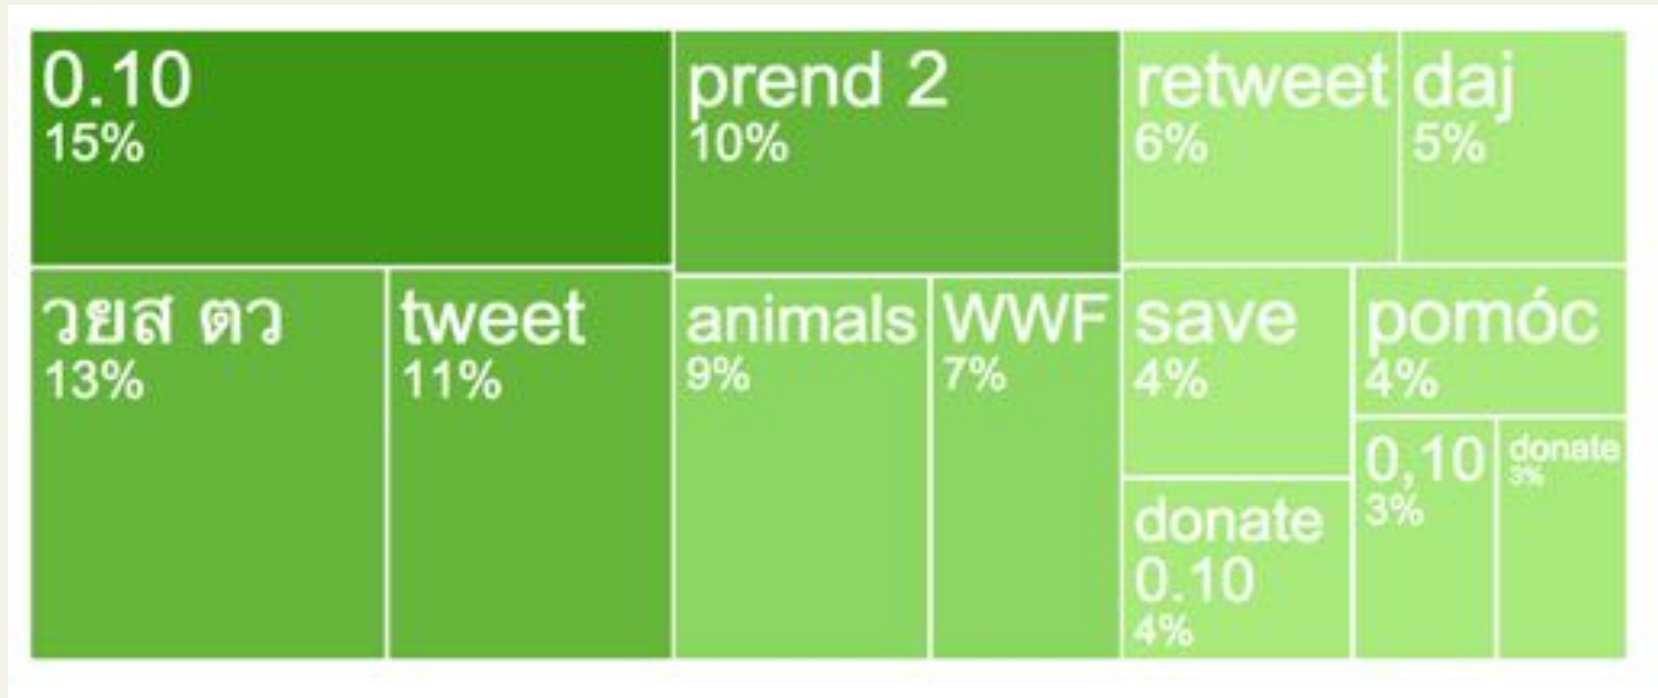 0.10
15%
prend 2
10%
retweet
6%
daj
5%
วยส ตว
13%
tweet
11%
animals
9%
WWF
7%
save
4%
pomóc
4%
donate
0.10
4%
0,10
3%
donate
3%